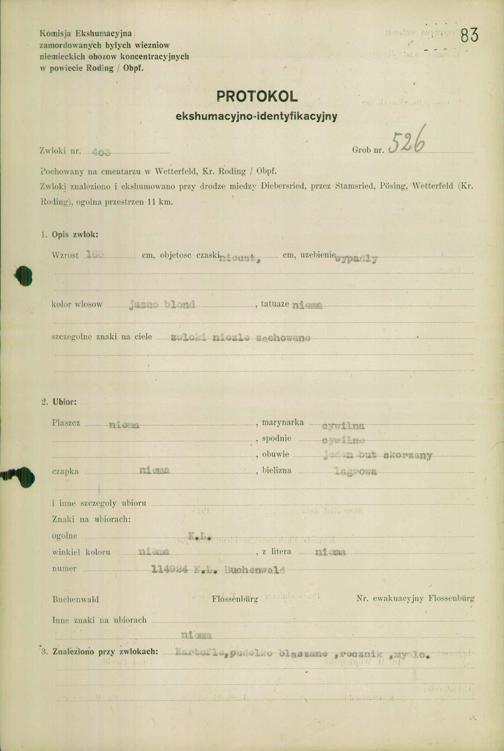 83
Komisja Ekshumacyjna
zamordowanych bylych wiezniow
niemieckich obozow koncentracyjnych
w powiecie Roding / Obpf.
PROTOKOL
ekshumacyjno-identyfikacyjny
Zwloki nr. 403 Grob nr. 526
Pochowany na cmentarzu w Wetterfeld, Kr. Roding / Obpf.
Zwloki znaleziono i ekshumowano przy drodze miedzy Diebersried, przez Stamsried, Pösing, Wetterfeld (Kr.
Roding), ogolna przestrzen 11 km.
1. Opis zwlok:
Wzrost cm, objetosc czaski nieust, cm, uzebienie wypadly
kolor wlosow jasno blond , tatuaze niema
szczegolne znaki na ciele zwloki niezle zachowane
2. Ubior:
Plaszcz niema , marynarka cywilna
, spodnie cywilne
, obuwie jeden but skorzany
czapka niema , bielizna lagrowa
i inne szczegoly ubioru
Znaki na ubiorach:
ogolne K.L.
winkiel koloru niema , z litera niema
numer 114924 K.L. Buchenwald
Buchenwald Flossenbürg Nr. ewakuacyjny Flossenbürg
Inne znaki na ubiorach
niema
3. Znaleziono przy zwlokach: Kartofle,pudelko blaszane ,recznik ,mydlo.